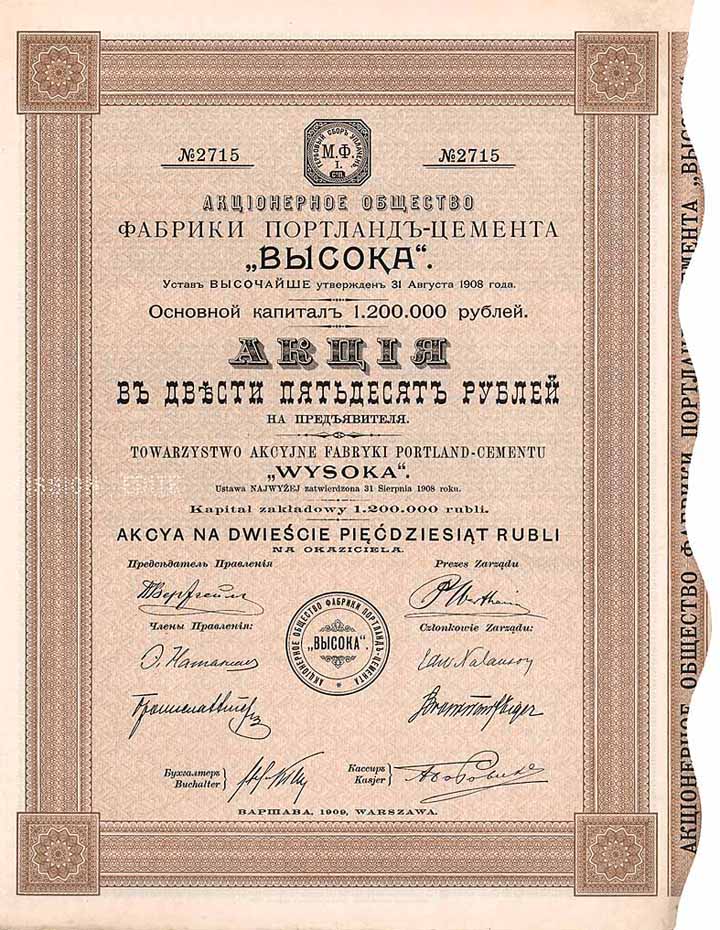 №2715
ГЕРБОВЫЙ СБОРЪ УПЛАЧЕНЪ
М.Ф.
I.
С.П.
№2715
АКЦІОНЕРНОЕ ОБЩЕСТВО
ФАБРИКИ ПОРТЛАНДЪ-ЦЕМЕНТА
„ВЫСОКА“.
Уставъ ВЫСОЧАЙШЕ утвержденъ 31 Августа 1908 года.
Основной капиталъ 1.200.000 рублей.
АКЦІЯ
ВЪ ДВѢСТИ ПЯТЬДЕСЯТЪ РУБЛЕЙ
НА ПРЕДЪЯВИТЕЛЯ.
TOWARZYSTWO AKCYJNE FABRYKI PORTLAND-CEMENTU
„WYSOKA“.
Ustawa NAJWYŻEJ zatwierdzona 31 Sierpnia 1908 roku.
Kapitał zakładowy 1.200.000 rubli.
AKCYA NA DWIEŚCIE PIĘĆDZIESIĄT RUBLI
NA OKAZICIELA.
Предсѣдатель Правленія
Prezes Zarządu
Члены Правленія:
Członkowie Zarządu:
АКЦІОНЕРНОЕ ОБЩЕСТВО ФАБРИКИ ПОРТЛАНДЪ-ЦЕМЕНТА
„ВЫСОКА“.
Бухгалтеръ
Buchalter
Кассиръ
Kasjer
ВАРШАВА, 1909, WARSZAWA.
АКЦІОНЕРНОЕ ОБЩЕСТВО ФАБРИКИ ПОРТЛАНДЪ-ЦЕМЕНТА „ВЫСОКА